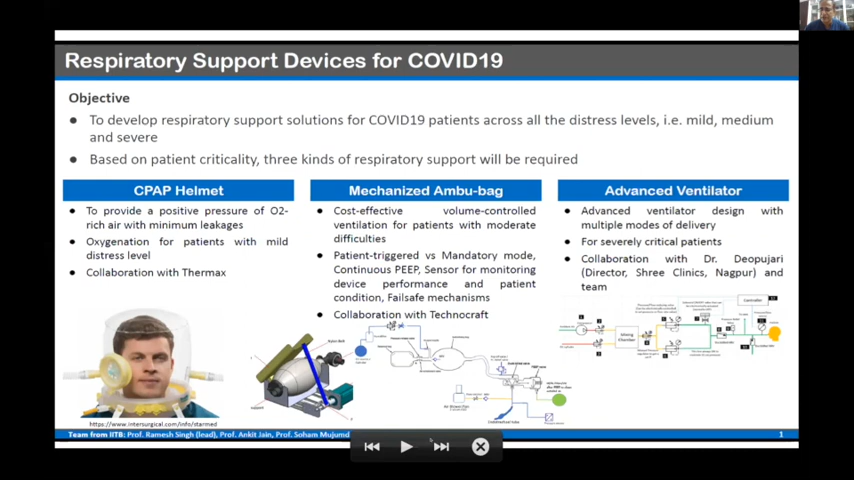 Respiratory Support Devices for COVID19
Objective
● To develop respiratory support solutions for COVID19 patients across all the distress levels, i.e. mild, medium
and severe
● Based on patient criticality, three kinds of respiratory support will be required
CPAP Helmet
● To provide a positive pressure of O2-
rich air with minimum leakages
● Oxygenation for patients with mild
distress level
● Collaboration with Thermax
https://www.intersurgical.com/info/starmed
Mechanized Ambu-bag
● Cost-effective volume-controlled
ventilation for patients with moderate
difficulties
● Patient-triggered vs Mandatory mode,
Continuous PEEP, Sensor for monitoring
device performance and patient
condition, Failsafe mechanisms
● Collaboration with Technocraft
Advanced Ventilator
● Advanced ventilator design with
multiple modes of delivery
● For severely critical patients
● Collaboration with Dr. Deopujari
(Director, Shree Clinics, Nagpur) and
team
Controller
Mixing
Chamber
Team from IITB: Prof. Ramesh Singh (lead), Prof. Ankit Jain, Prof. Soham Mujumd
1